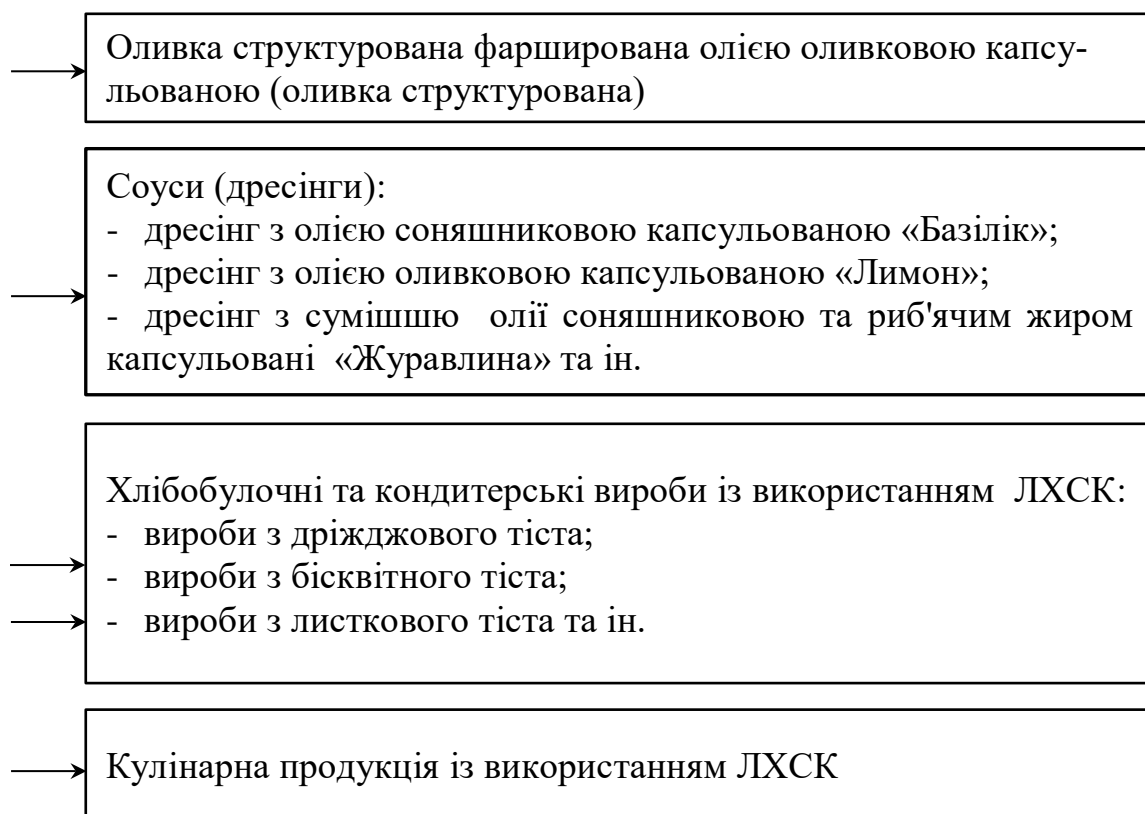 Оливка структурована фарширована олією оливковою капсу-
льованою (оливка структурована)
Соуси (дресінги):
- дресінг з олією соняшниковою капсульованою «Базілік»;
- дресінг з олією оливковою капсульованою «Лимон»;
- дресінг з сумішшю олії соняшниковою та риб'ячим жиром
капсульовані «Журавлина» та ін.
Хлібобулочні та кондитерські вироби із використанням ЛХСК:
- вироби з дріжджового тіста;
- вироби з бісквітного тіста;
- вироби з листкового тіста та ін.
Кулінарна продукція із використанням ЛХСК